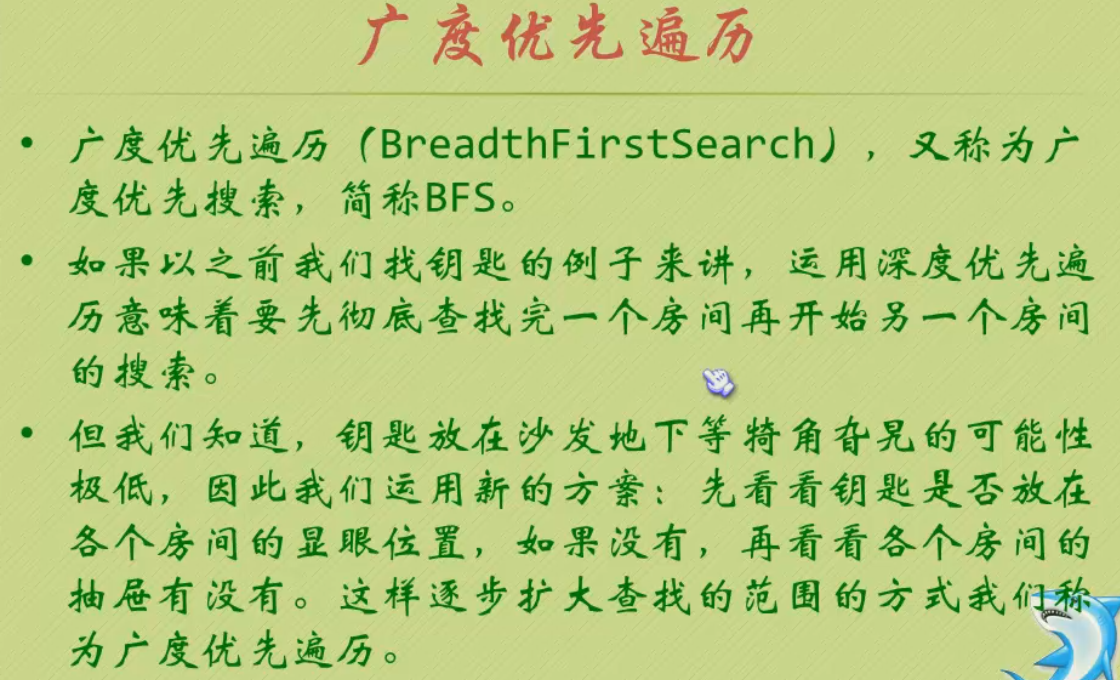 广度优先遍历
• 广度优先遍历（BreadthFirstSearch），又称为广
度优先搜索，简称BFS。
• 如果以之前我们找钥匙的例子来讲，运用深度优先遍
历意味着要先彻底查找完一个房间再开始另一个房间
的搜索。
• 但我们知道，钥匙放在沙发地下等犄角旮旯的可能性
极低，因此我们运用新的方案：先看看钥匙是否放在
各个房间的显眼位置，如果没有，再看看各个房间的
抽屉有没有。这样逐步扩大查找的范围的方式我们称
为广度优先遍历。